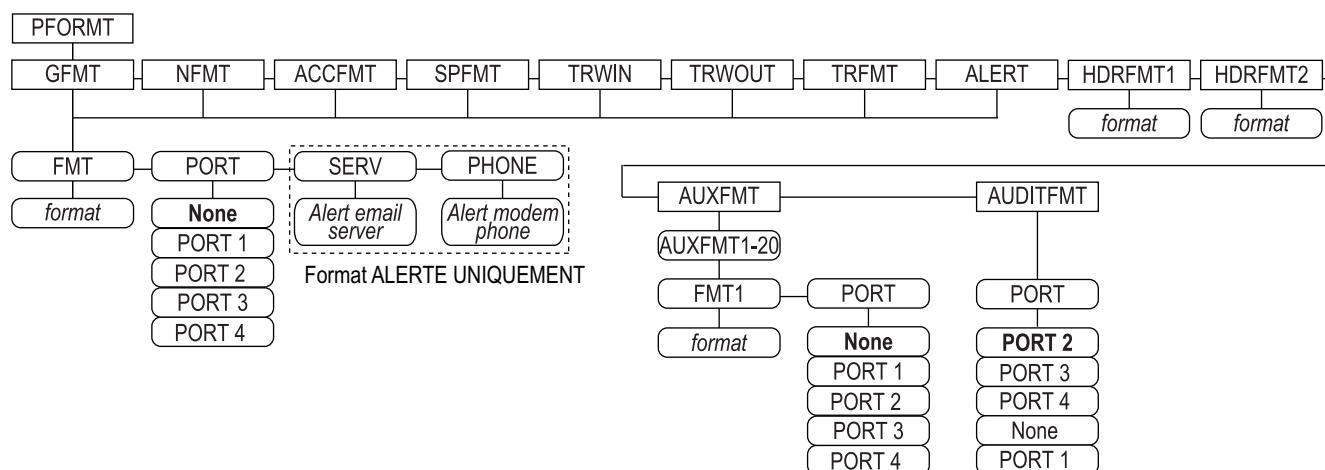 PFORMT
GFMT NFMT ACCFMT SPFMT TRWIN TRWOUT TRFMT ALERT HDRFMT1 HDRFMT2
format format
FMT PORT SERV PHONE
format
None
PORT 1
PORT 2
PORT 3
PORT 4
Alert email
server
Alert modem
phone
Format ALERTE UNIQUEMENT
AUXFMT AUDITFMT
AUXFMT1-20
FMT1 PORT PORT
format
None
PORT 1
PORT 2
PORT 3
PORT 4
PORT 2
PORT 3
PORT 4
None
PORT 1